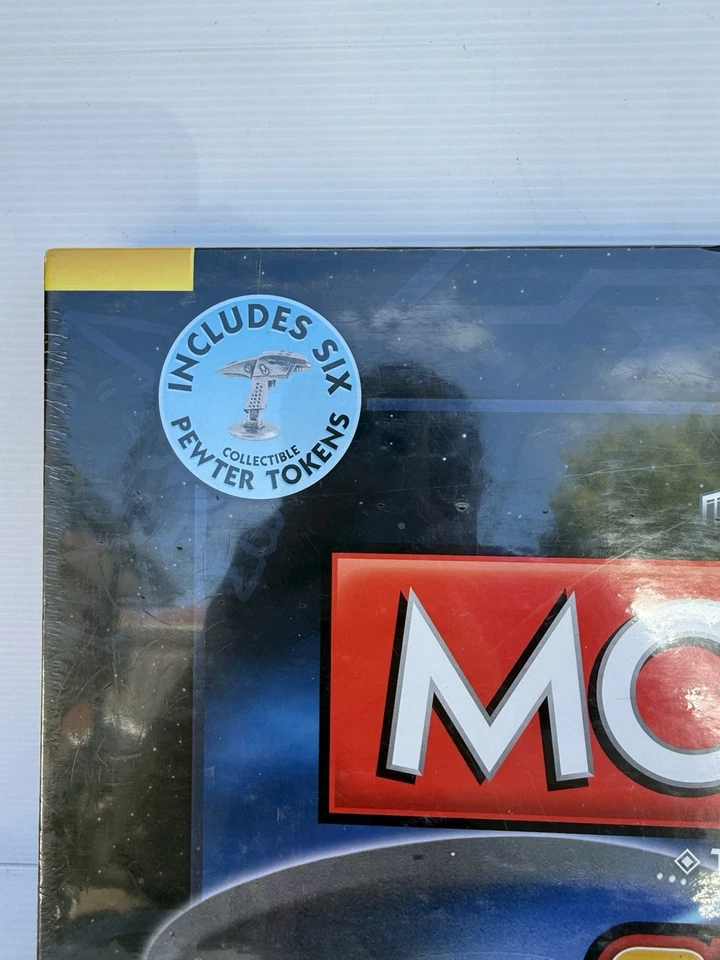 INCLUDES SIX
COLLECTIBLE
PEWTER TOKENS
MO